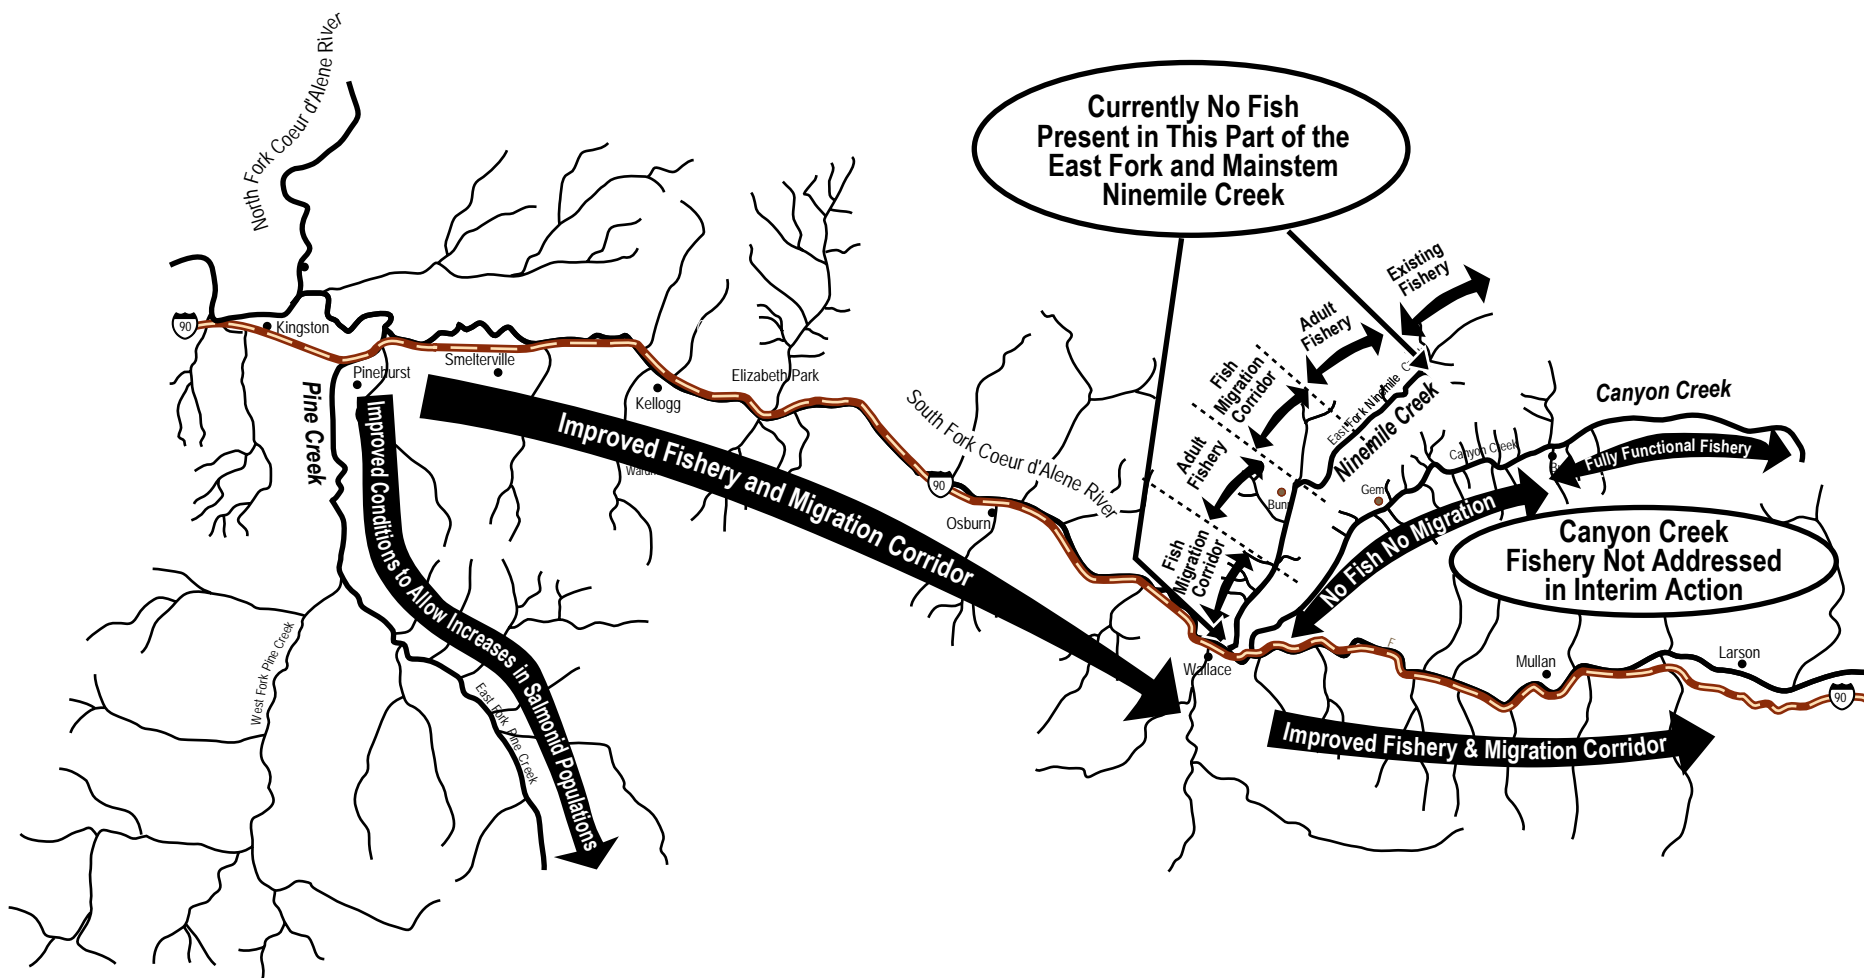 North Fork Coeur d'Alene River
Currently No Fish
Present in This Part of the
East Fork and Mainstem
Ninemile Creek
Existing
Fishery
Adult
Fishery
Fish
Migration
Corridor
Adult
Fishery
Fish
Migration
Corridor
90
Kingston
Pinehurst
Smelterville
Kellogg
Elizabeth Park
Pine Creek
Improved Conditions to Allow Increases in Salmonid Populations
Improved Fishery and Migration Corridor
South Fork Coeur d'Alene River
90
Osburn
East Fork Ninemile
Ninemile Creek
Gem
Canyon Creek
Canyon Creek
Fully Functional Fishery
No Fish No Migration
Canyon Creek
Fishery Not Addressed
in Interim Action
West Fork Pine Creek
East Fork Pine Creek
Wallace
Mullan
Larson
90
Improved Fishery & Migration Corridor